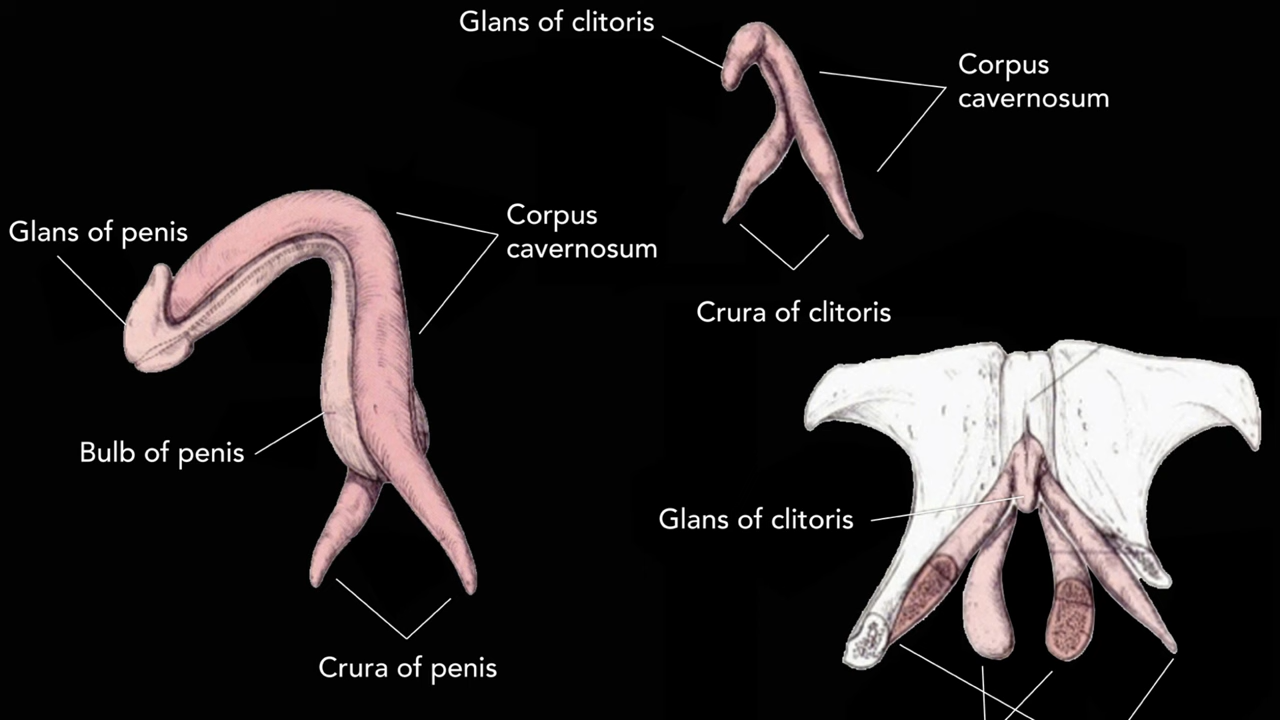 Glans of clitoris
Corpus
cavernosum
Glans of penis
Corpus
cavernosum
Crura of clitoris
Bulb of penis
Glans of clitoris
Crura of penis